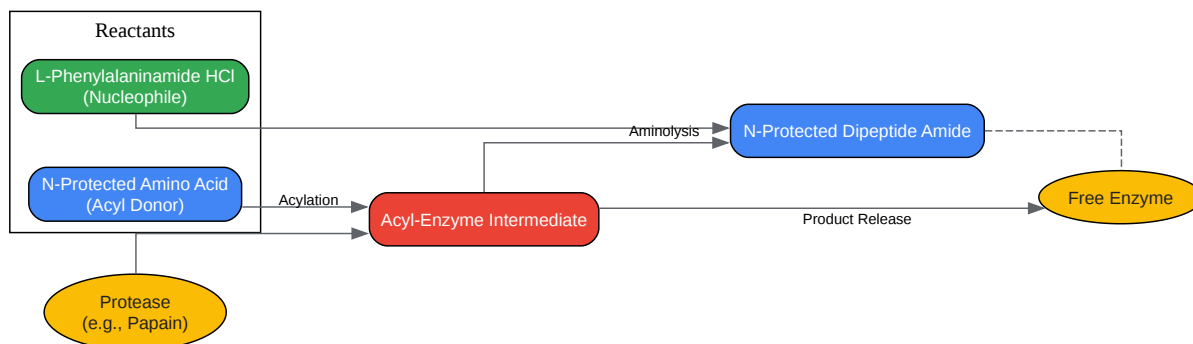 Reactants
L-Phenylalaninamide HCl
(Nucleophile)
Aminolysis
N-Protected Dipeptide Amide
N-Protected Amino Acid
(Acyl Donor)
Acylation
Acyl-Enzyme Intermediate
Product Release
Free Enzyme
Protease
(e.g., Papain)